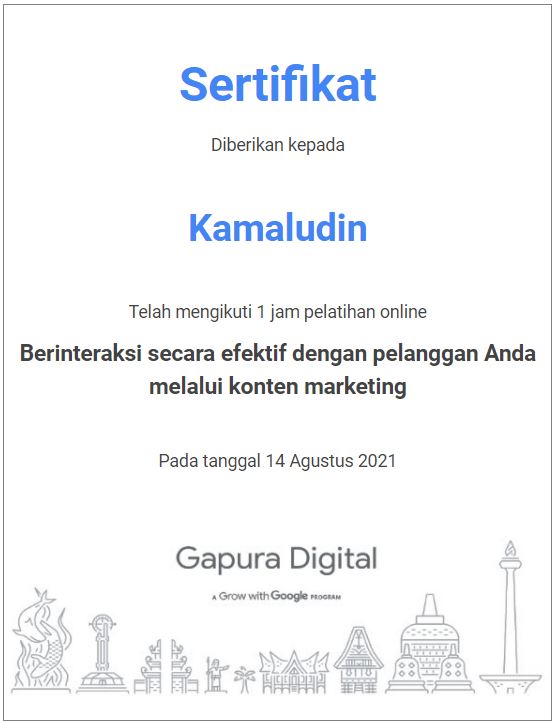 Sertifikat
Diberikan kepada
Kamaludin
Telah mengikuti 1 jam pelatihan online
Berinteraksi secara efektif dengan pelanggan Anda
melalui konten marketing
Pada tanggal 14 Agustus 2021
Gapura Digital
A Grow with Google PROGRAM